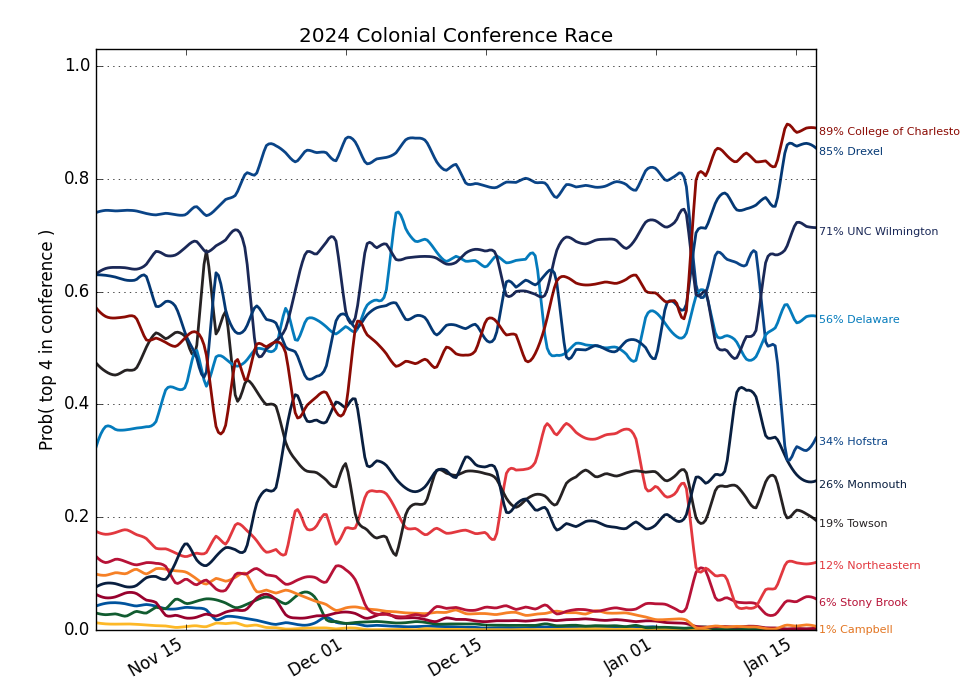 2024 Colonial Conference Race
Prob( top 4 in conference )
1.0
0.8
0.6
0.4
0.2
0.0
Nov 15
Dec 01
Dec 15
Jan 01
Jan 15
89% College of Charlesto
85% Drexel
71% UNC Wilmington
56% Delaware
34% Hofstra
26% Monmouth
19% Towson
12% Northeastern
6% Stony Brook
1% Campbell